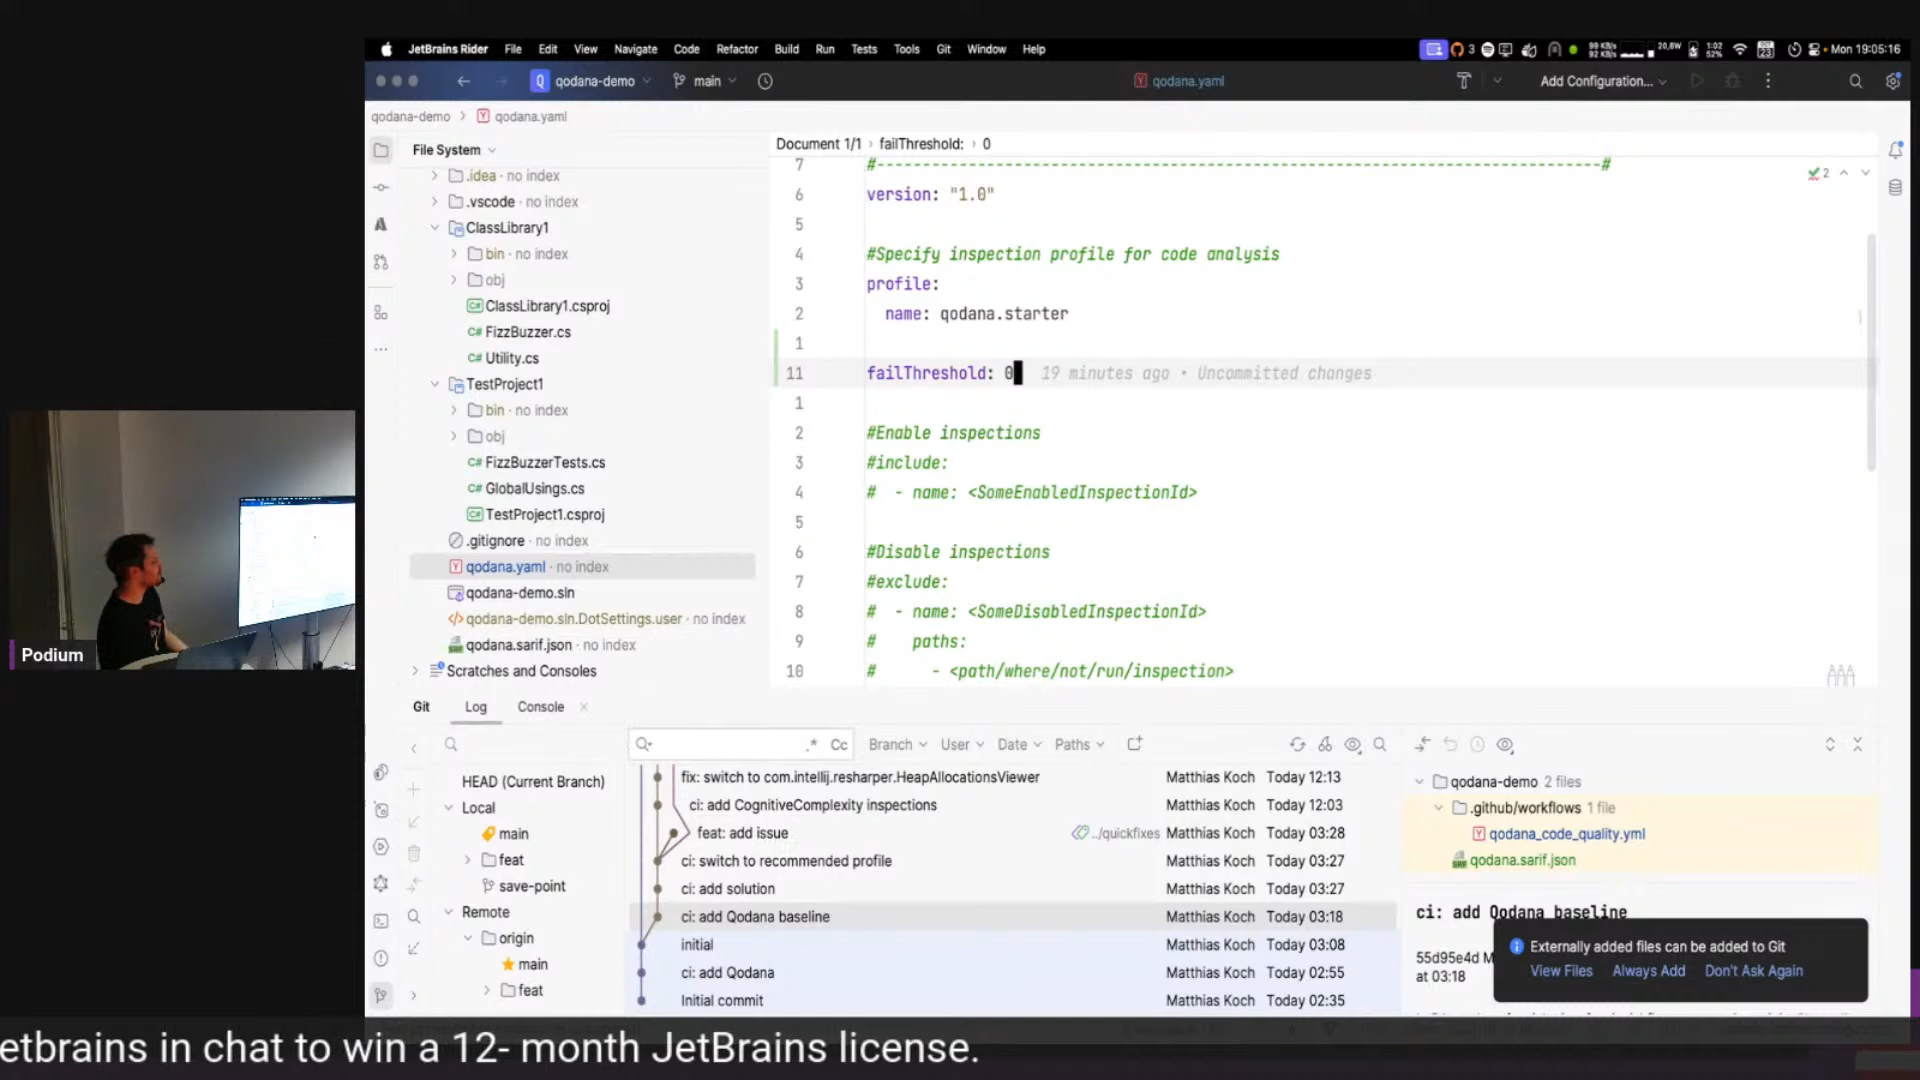 JetBrains Rider File Edit View Navigate Code Refactor Build Run Tests Tools Git Window Help
3 99 KB/s 92 KB/s 20,8W 1:02 52% 23 Mon 19:05:16
Q qodana-demo main qodana.yaml Add Configuration...
qodana-demo > qodana.yaml
File System
.idea · no index
.vscode · no index
ClassLibrary1
bin · no index
obj
C# ClassLibrary1.csproj
C# FizzBuzzer.cs
C# Utility.cs
TestProject1
bin · no index
obj
C# FizzBuzzerTests.cs
C# GlobalUsings.cs
C# TestProject1.csproj
.gitignore · no index
qodana.yaml · no index
qodana-demo.sln
qodana-demo.sln.DotSettings.user · no index
qodana.sarif.json · no index
Scratches and Consoles
Document 1/1 › failThreshold: › 0
7 #------------------------------------------------------------------------------#
6 version: "1.0"
5
4 #Specify inspection profile for code analysis
3 profile:
2 name: qodana.starter
1
11 failThreshold: 0 19 minutes ago • Uncommitted changes
1
2 #Enable inspections
3 #include:
4 # - name: <SomeEnabledInspectionId>
5
6 #Disable inspections
7 #exclude:
8 # - name: <SomeDisabledInspectionId>
9 # paths:
10 # - <path/where/not/run/inspection>
2
Podium
Git Log Console
.* Cc Branch User Date Paths
HEAD (Current Branch)
Local
main
feat
save-point
Remote
origin
main
feat
fix: switch to com.intellij.resharper.HeapAllocationsViewer Matthias Koch Today 12:13
ci: add CognitiveComplexity inspections Matthias Koch Today 12:03
feat: add issue ../quickfixes Matthias Koch Today 03:28
ci: switch to recommended profile Matthias Koch Today 03:27
ci: add solution Matthias Koch Today 03:27
ci: add Qodana baseline Matthias Koch Today 03:18
initial Matthias Koch Today 03:08
ci: add Qodana Matthias Koch Today 02:55
Initial commit Matthias Koch Today 02:35
qodana-demo 2 files
.github/workflows 1 file
qodana_code_quality.yml
qodana.sarif.json
ci: add Qodana baseline
55d95e4d M
at 03:18
Externally added files can be added to Git
View Files Always Add Don't Ask Again
etbrains in chat to win a 12- month JetBrains license.